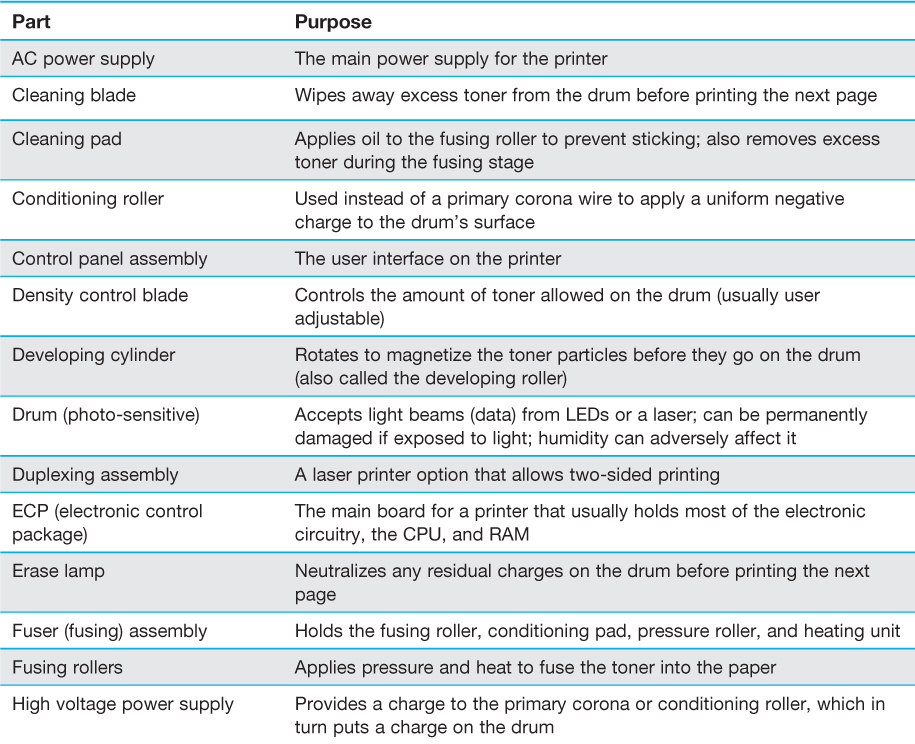 Part Purpose
AC power supply The main power supply for the printer
Cleaning blade Wipes away excess toner from the drum before printing the next page
Cleaning pad Applies oil to the fusing roller to prevent sticking; also removes excess
toner during the fusing stage
Conditioning roller Used instead of a primary corona wire to apply a uniform negative
charge to the drum’s surface
Control panel assembly The user interface on the printer
Density control blade Controls the amount of toner allowed on the drum (usually user
adjustable)
Developing cylinder Rotates to magnetize the toner particles before they go on the drum
(also called the developing roller)
Drum (photo-sensitive) Accepts light beams (data) from LEDs or a laser; can be permanently
damaged if exposed to light; humidity can adversely affect it
Duplexing assembly A laser printer option that allows two-sided printing
ECP (electronic control The main board for a printer that usually holds most of the electronic
package) circuitry, the CPU, and RAM
Erase lamp Neutralizes any residual charges on the drum before printing the next
page
Fuser (fusing) assembly Holds the fusing roller, conditioning pad, pressure roller, and heating unit
Fusing rollers Applies pressure and heat to fuse the toner into the paper
High voltage power supply Provides a charge to the primary corona or conditioning roller, which in
turn puts a charge on the drum